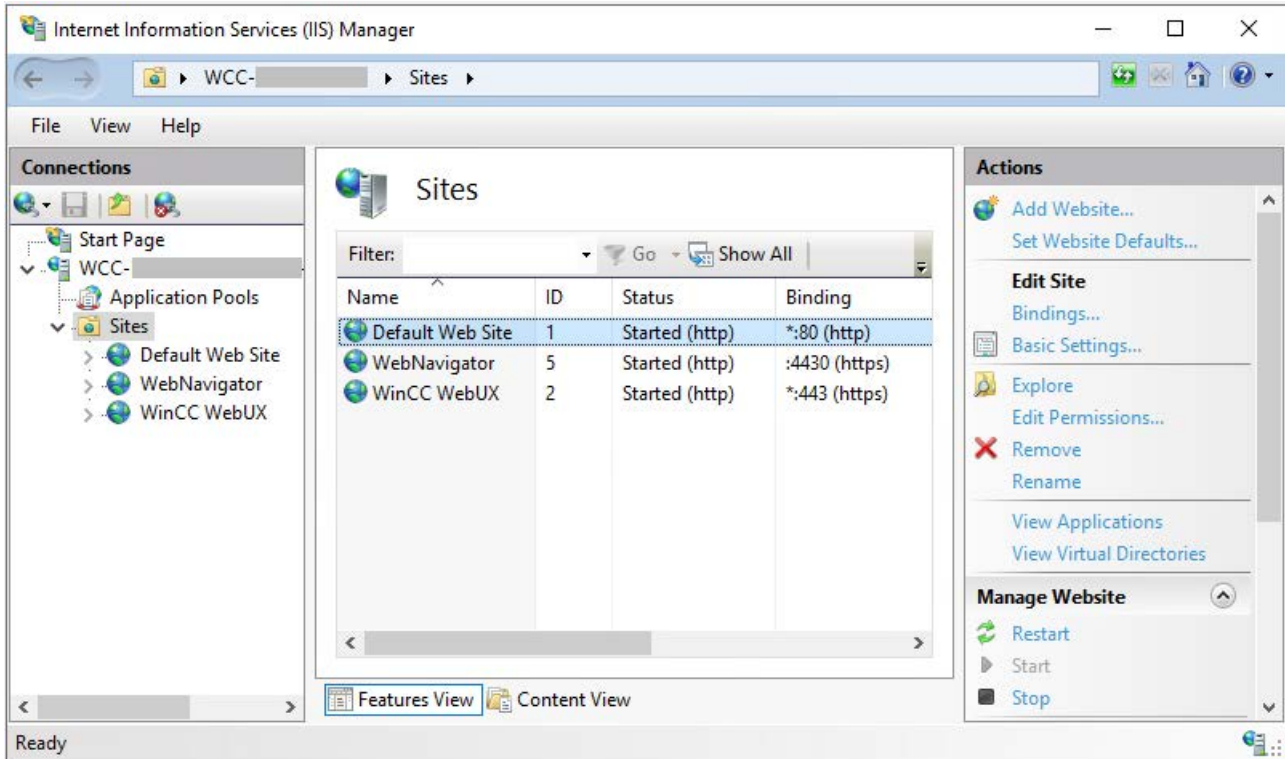 Internet Information Services (IIS) Manager
WCC- Sites
File View Help
Connections
Start Page
WCC-
Application Pools
Sites
Default Web Site
WebNavigator
WinCC WebUX
Sites
Filter: Go Show All
Name ID Status Binding
Default Web Site 1 Started (http) *:80 (http)
WebNavigator 5 Started (http) :4430 (https)
WinCC WebUX 2 Started (http) *:443 (https)
Features View Content View
Actions
Add Website...
Set Website Defaults...
Edit Site
Bindings...
Basic Settings...
Explore
Edit Permissions...
Remove
Rename
View Applications
View Virtual Directories
Manage Website
Restart
Start
Stop
Ready